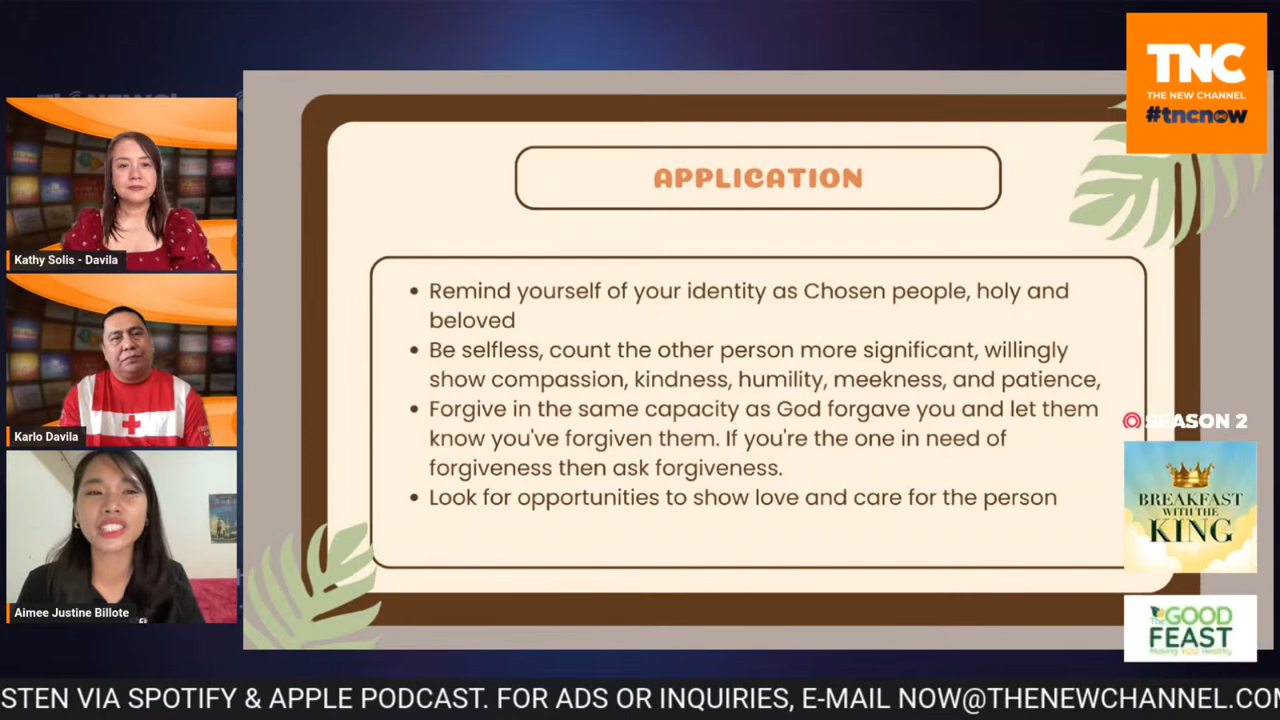 TNC
THE NEW CHANNEL
#tncnow
APPLICATION
Kathy Solis - Davila
Karlo Davila
Aimee Justine Billote
• Remind yourself of your identity as Chosen people, holy and
beloved
• Be selfless, count the other person more significant, willingly
show compassion, kindness, humility, meekness, and patience,
• Forgive in the same capacity as God forgave you and let them
know you've forgiven them. If you're the one in need of
forgiveness then ask forgiveness.
• Look for opportunities to show love and care for the person
SEASON 2
BREAKFAST
WITH THE
KING
The GOOD
FEAST
Making YOU Healthy
STEN VIA SPOTIFY & APPLE PODCAST. FOR ADS OR INQUIRIES, E-MAIL NOW@THENEWCHANNEL.COM